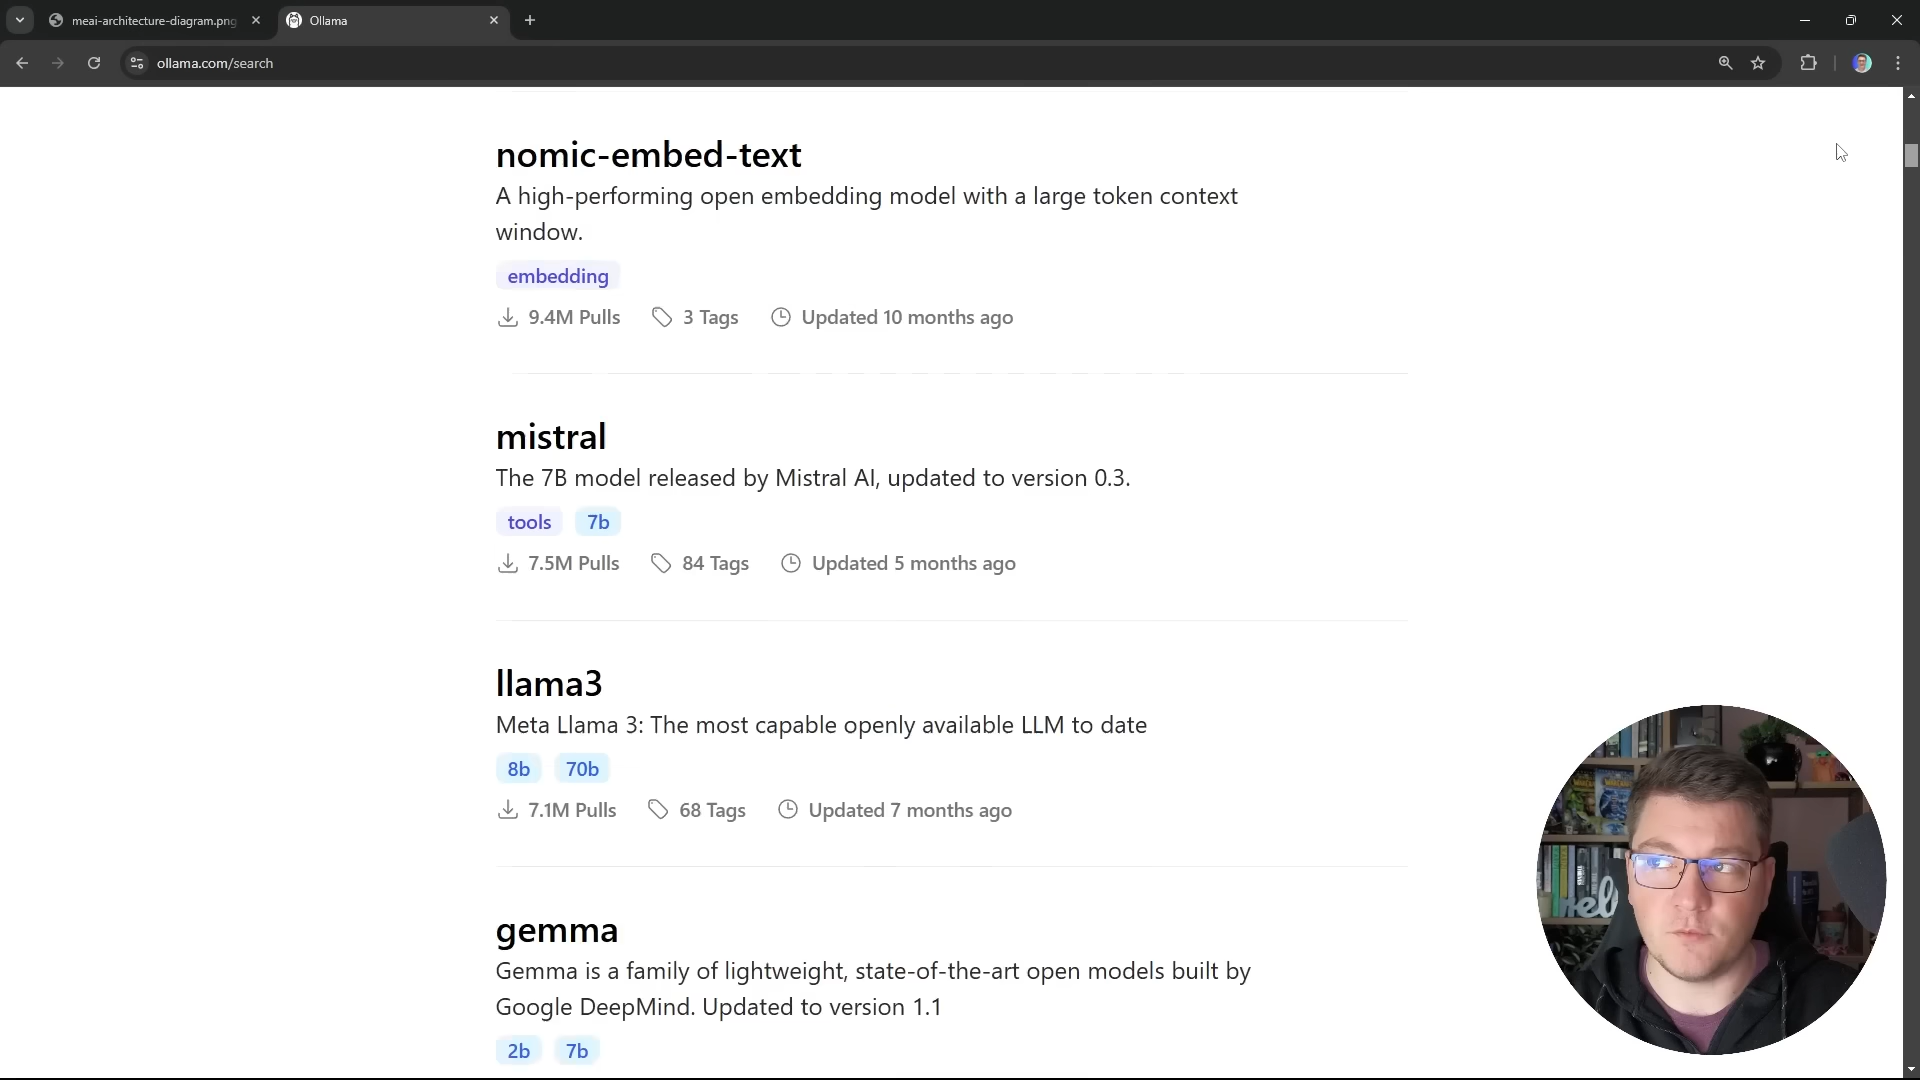 meai-architecture-diagram.png
Ollama
ollama.com/search
nomic-embed-text
A high-performing open embedding model with a large token context
window.
embedding
9.4M Pulls 3 Tags Updated 10 months ago
mistral
The 7B model released by Mistral AI, updated to version 0.3.
tools 7b
7.5M Pulls 84 Tags Updated 5 months ago
llama3
Meta Llama 3: The most capable openly available LLM to date
8b 70b
7.1M Pulls 68 Tags Updated 7 months ago
gemma
Gemma is a family of lightweight, state-of-the-art open models built by
Google DeepMind. Updated to version 1.1
2b 7b